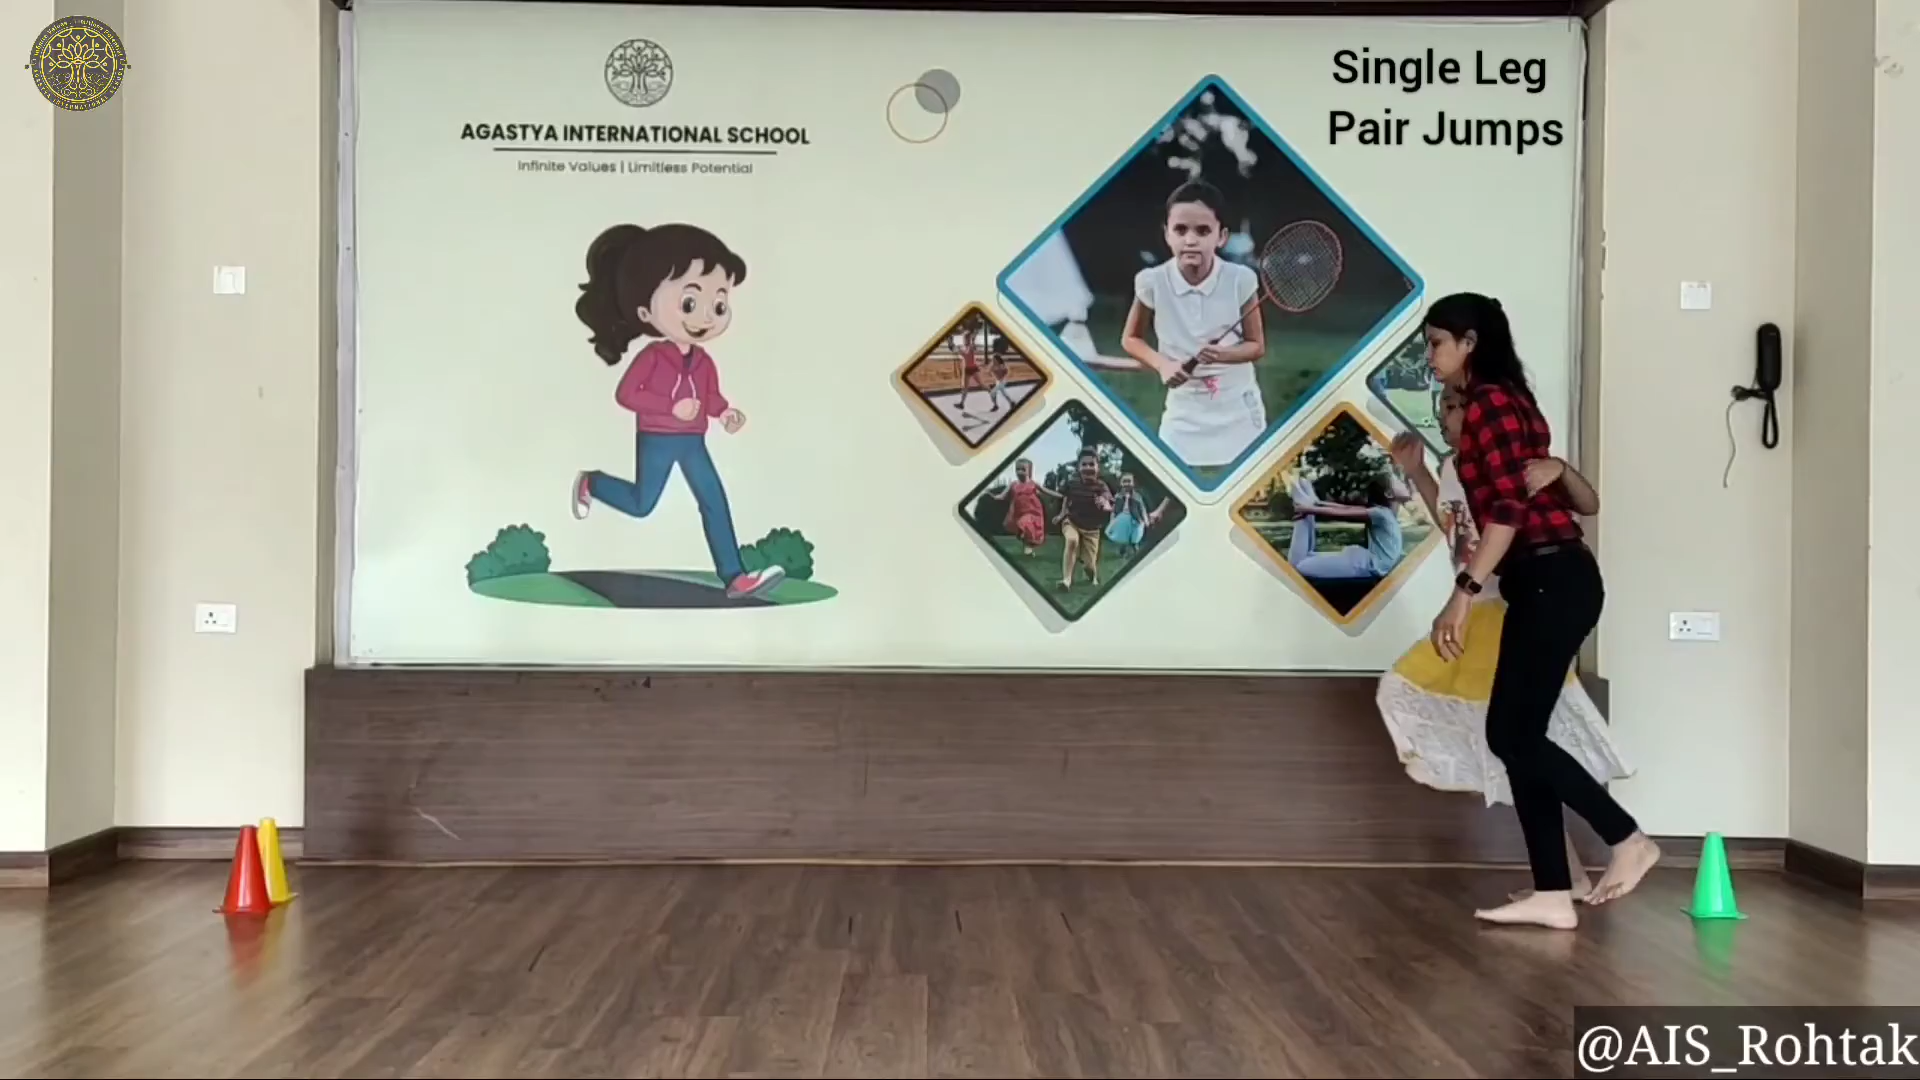 AGASTYA INTERNATIONAL SCHOOL
Infinite Values | Limitless Potential
Single Leg
Pair Jumps
@AIS_Rohtak